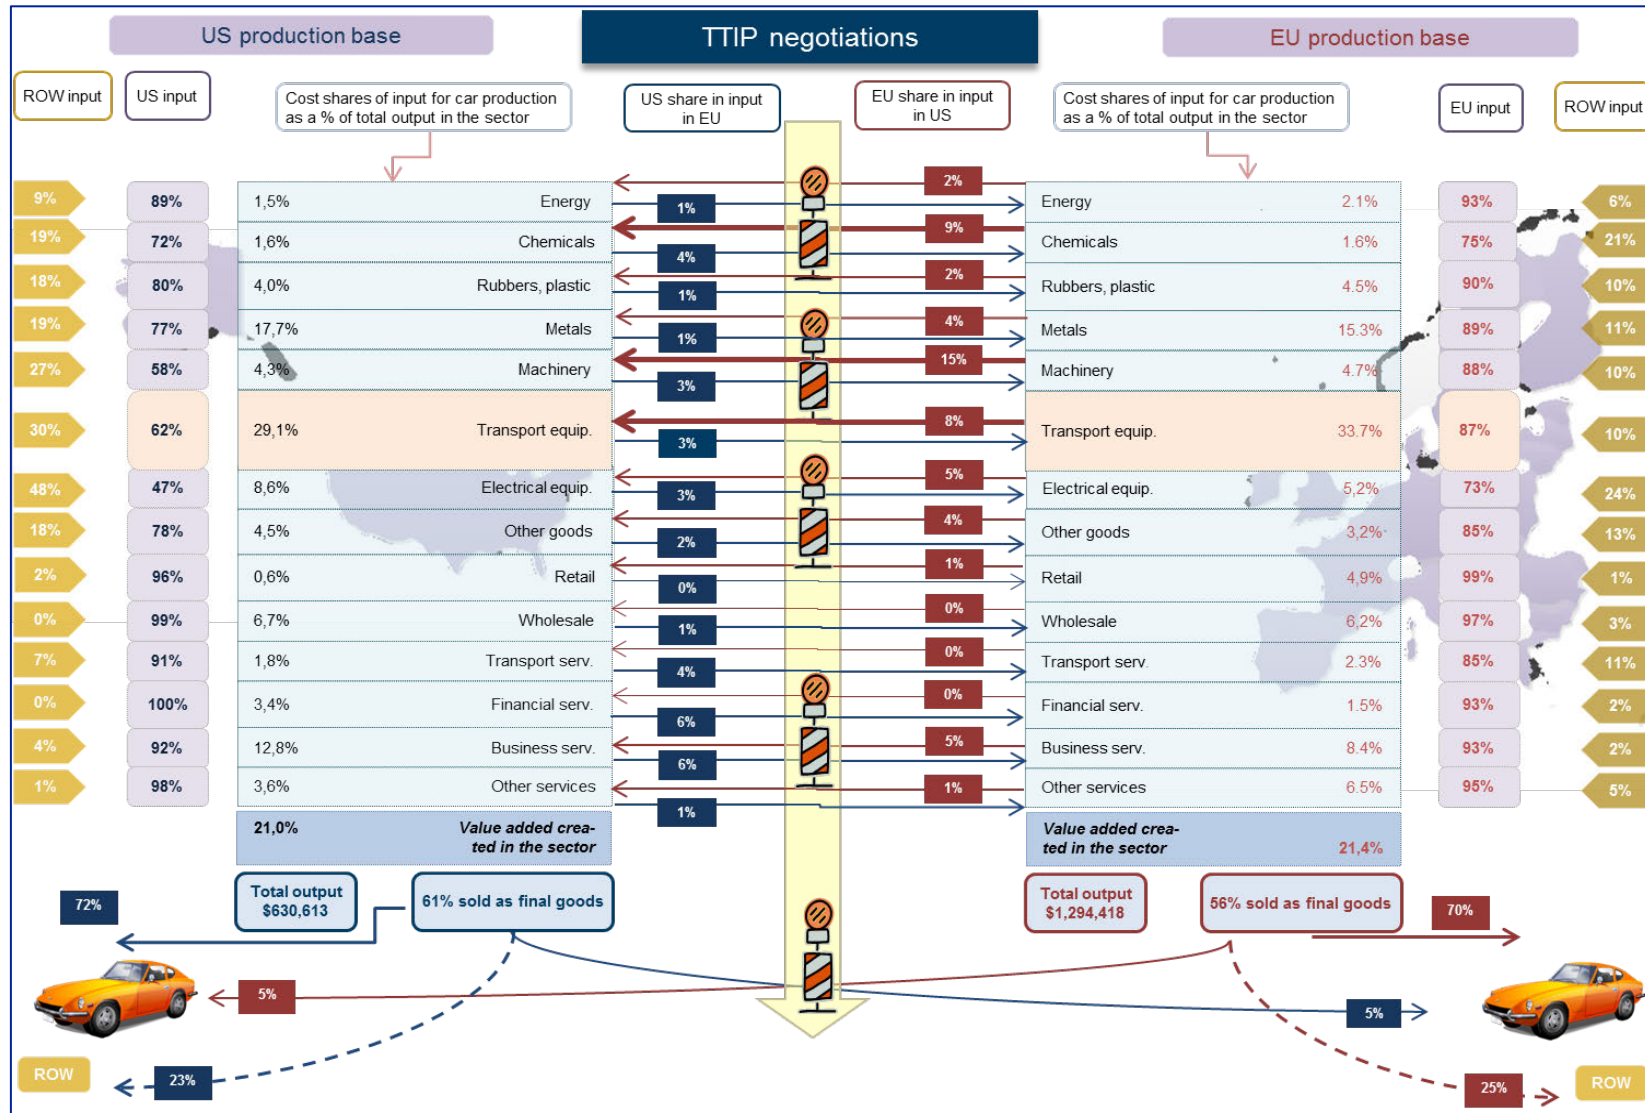 US production base
TTIP negotiations
EU production base
ROW input
US input
Cost shares of input for car production
as a % of total output in the sector
US share in input
in EU
EU share in input
in US
Cost shares of input for car production
as a % of total output in the sector
EU input
ROW input
9% 89% 1,5% Energy 1% 2% Energy 2.1% 93% 6%
19% 72% 1,6% Chemicals 4% 9% Chemicals 1.6% 75% 21%
18% 80% 4,0% Rubbers, plastic 1% 2% Rubbers, plastic 4.5% 90% 10%
19% 77% 17,7% Metals 1% 4% Metals 15.3% 89% 11%
27% 58% 4,3% Machinery 3% 15% Machinery 4.7% 88% 10%
30% 62% 29,1% Transport equip. 3% 8% Transport equip. 33.7% 87% 10%
48% 47% 8,6% Electrical equip. 3% 5% Electrical equip. 5,2% 73% 24%
18% 78% 4,5% Other goods 2% 4% Other goods 3,2% 85% 13%
2% 96% 0,6% Retail 0% 1% Retail 4,9% 99% 1%
0% 99% 6,7% Wholesale 1% 0% Wholesale 6,2% 97% 3%
7% 91% 1,8% Transport serv. 4% 0% Transport serv. 2.3% 85% 11%
0% 100% 3,4% Financial serv. 6% 0% Financial serv. 1.5% 93% 2%
4% 92% 12,8% Business serv. 6% 5% Business serv. 8.4% 93% 2%
1% 98% 3,6% Other services 1% 1% Other services 6.5% 95% 5%
21,0% Value added crea-
ted in the sector
Value added crea-
ted in the sector 21,4%
72%
Total output
$630,613
61% sold as final goods
Total output
$1,294,418
56% sold as final goods
70%
5%
5%
ROW
23%
25%
ROW